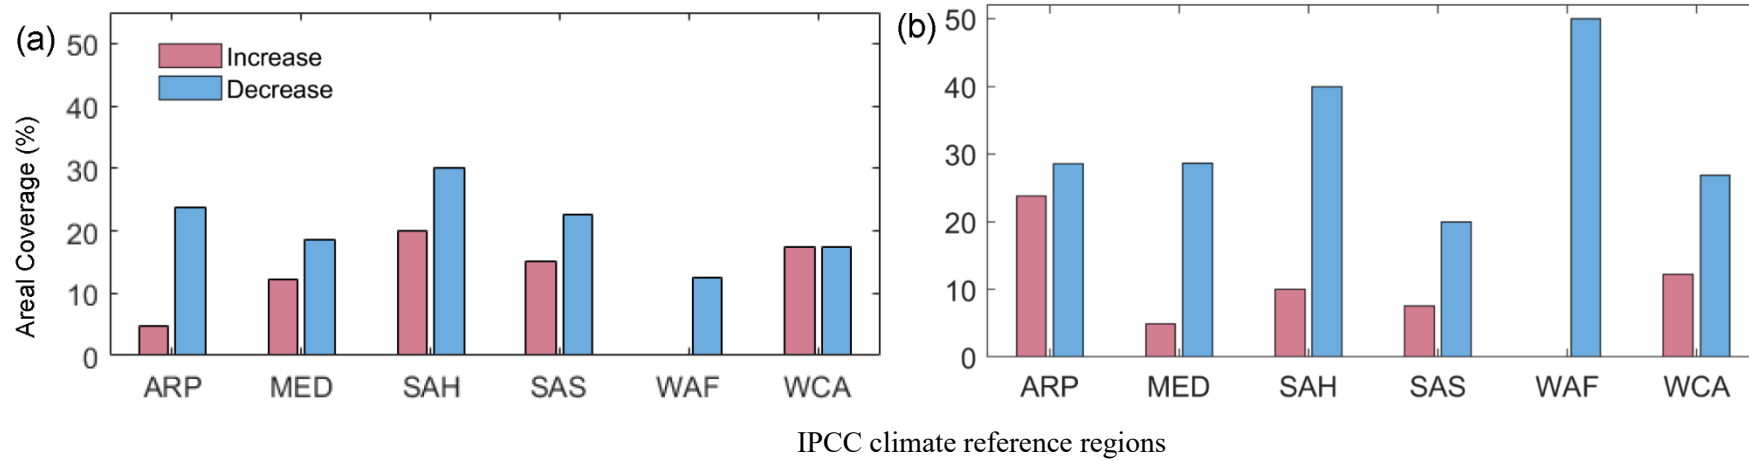 (a)
50
40
30
20
10
0
Areal Coverage (%)
Increase
Decrease
ARP MED SAH SAS WAF WCA
(b)
50
40
30
20
10
0
ARP MED SAH SAS WAF WCA
IPCC climate reference regions